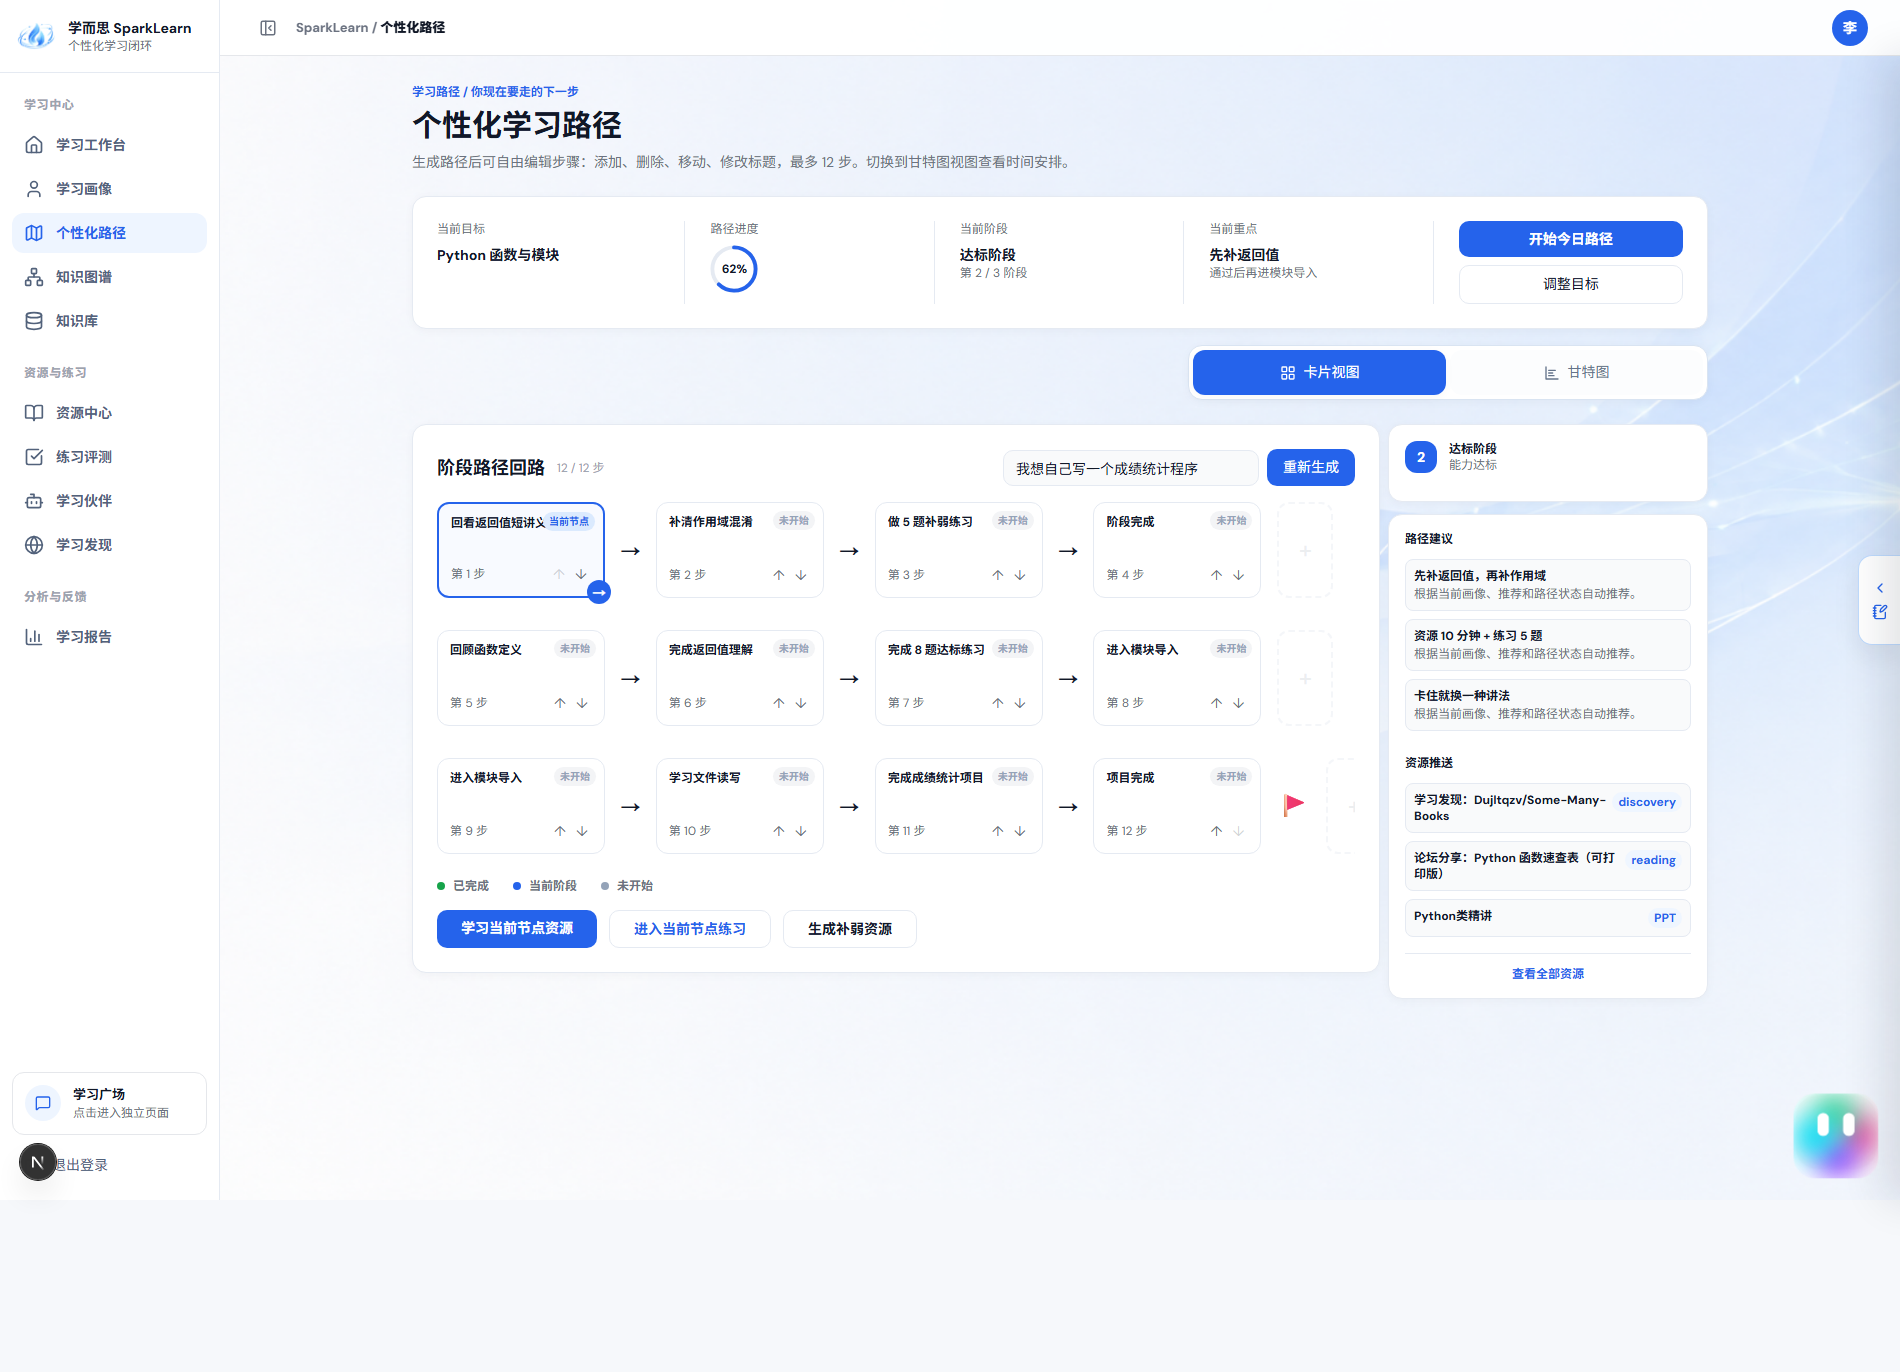 学而思 SparkLearn
个性化学习闭环
学习中心
学习工作台
学习画像
个性化路径
知识图谱
知识库
资源与练习
资源中心
练习评测
学习伙伴
学习发现
分析与反馈
学习报告
学习广场
点击进入独立页面
N
退出登录
SparkLearn / 个性化路径
李
学习路径 / 你现在要走的下一步
个性化学习路径
生成路径后可自由编辑步骤：添加、删除、移动、修改标题，最多 12 步。切换到甘特图视图查看时间安排。
当前目标
Python 函数与模块
路径进度
62%
当前阶段
达标阶段
第 2 / 3 阶段
当前重点
先补返回值
通过后再进模块导入
开始今日路径
调整目标
卡片视图
甘特图
阶段路径回路 12 / 12 步
我想自己写一个成绩统计程序
重新生成
回看返回值短讲义 当前节点
第 1 步 ↑ ↓
→
补清作用域混淆 未开始
第 2 步 ↑ ↓
→
做 5 题补弱练习 未开始
第 3 步 ↑ ↓
→
阶段完成 未开始
第 4 步 ↑ ↓
+
→
回顾函数定义 未开始
第 5 步 ↑ ↓
→
完成返回值理解 未开始
第 6 步 ↑ ↓
→
完成 8 题达标练习 未开始
第 7 步 ↑ ↓
→
进入模块导入 未开始
第 8 步 ↑ ↓
+
进入模块导入 未开始
第 9 步 ↑ ↓
→
学习文件读写 未开始
第 10 步 ↑ ↓
→
完成成绩统计项目 未开始
第 11 步 ↑ ↓
→
项目完成 未开始
第 12 步 ↑ ↓
已完成
当前阶段
未开始
学习当前节点资源
进入当前节点练习
生成补弱资源
2
达标阶段
能力达标
路径建议
先补返回值，再补作用域
根据当前画像、推荐和路径状态自动推荐。
资源 10 分钟 + 练习 5 题
根据当前画像、推荐和路径状态自动推荐。
卡住就换一种讲法
根据当前画像、推荐和路径状态自动推荐。
资源推送
学习发现：Dujltqzv/Some-Many-
Books
discovery
论坛分享：Python 函数速查表（可打
印版）
reading
Python类精讲
PPT
查看全部资源